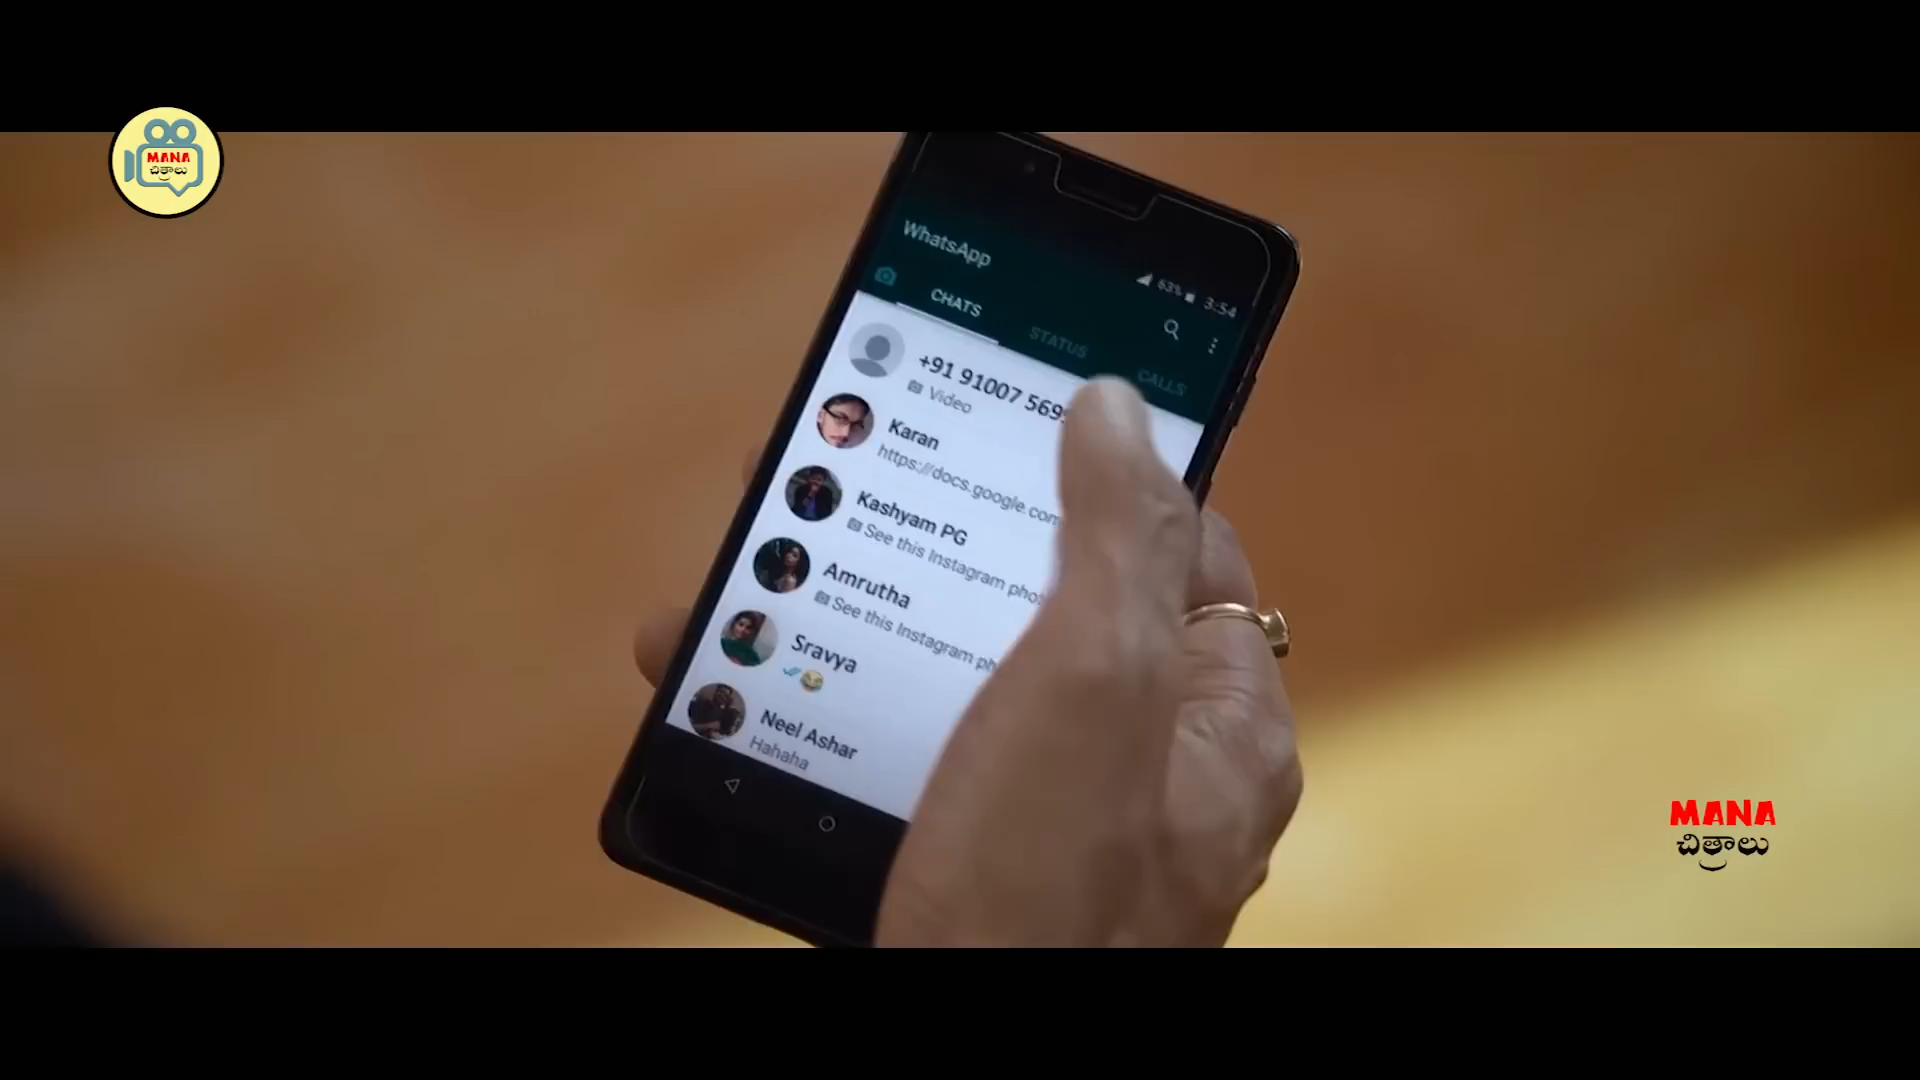 MANA
చిత్రాలు
WhatsApp
63% 3:54
CHATS
STATUS
CALLS
+91 91007 569
Video
Karan
https://docs.google.com
Kashyam PG
See this Instagram phot
Amrutha
See this Instagram ph
Sravya
Neel Ashar
Hahaha
MANA
చిత్రాలు